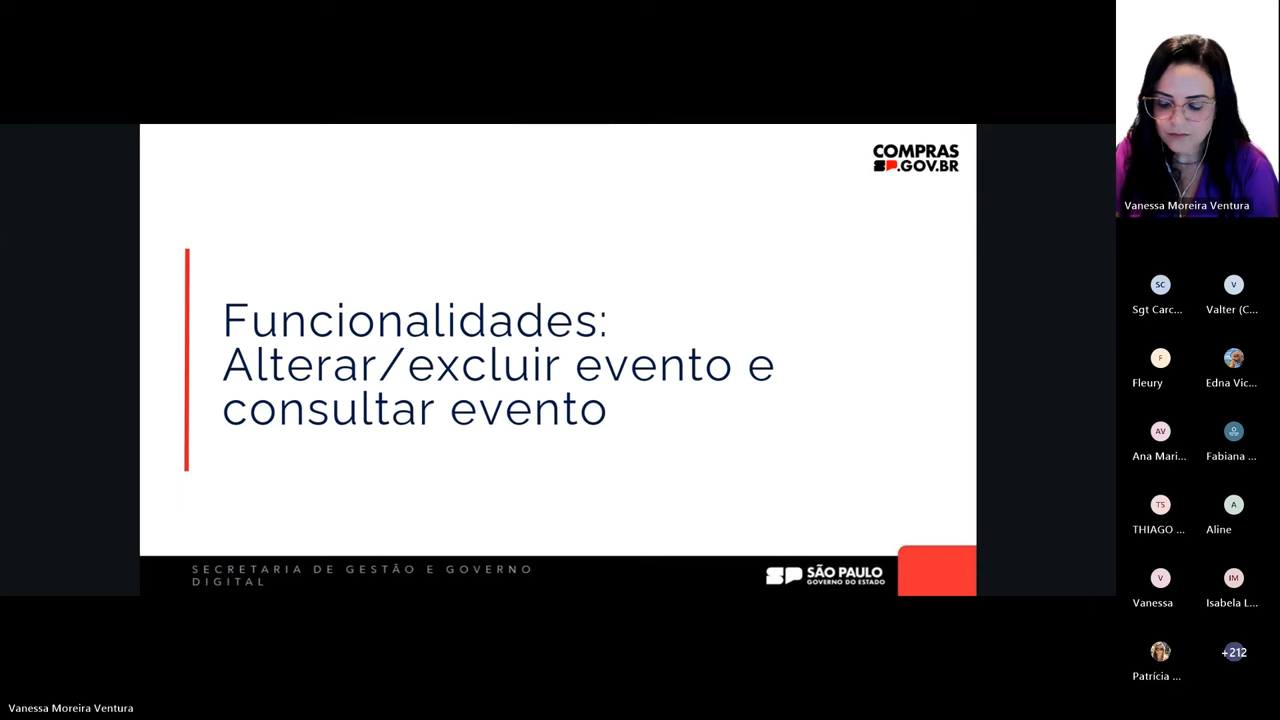 COMPRAS
SP.GOV.BR
Funcionalidades:
Alterar/excluir evento e
consultar evento
SECRETARIA DE GESTÃO E GOVERNO
DIGITAL
SP SÃO PAULO
GOVERNO DO ESTADO
Vanessa Moreira Ventura
SC
V
Sgt Carc...
Valter (C...
F
Fleury
Edna Vic...
AV
Ana Mari...
Fabiana ...
TS
A
THIAGO ...
Aline
V
IM
Vanessa
Isabela L...
+212
Patrícia ...
Vanessa Moreira Ventura